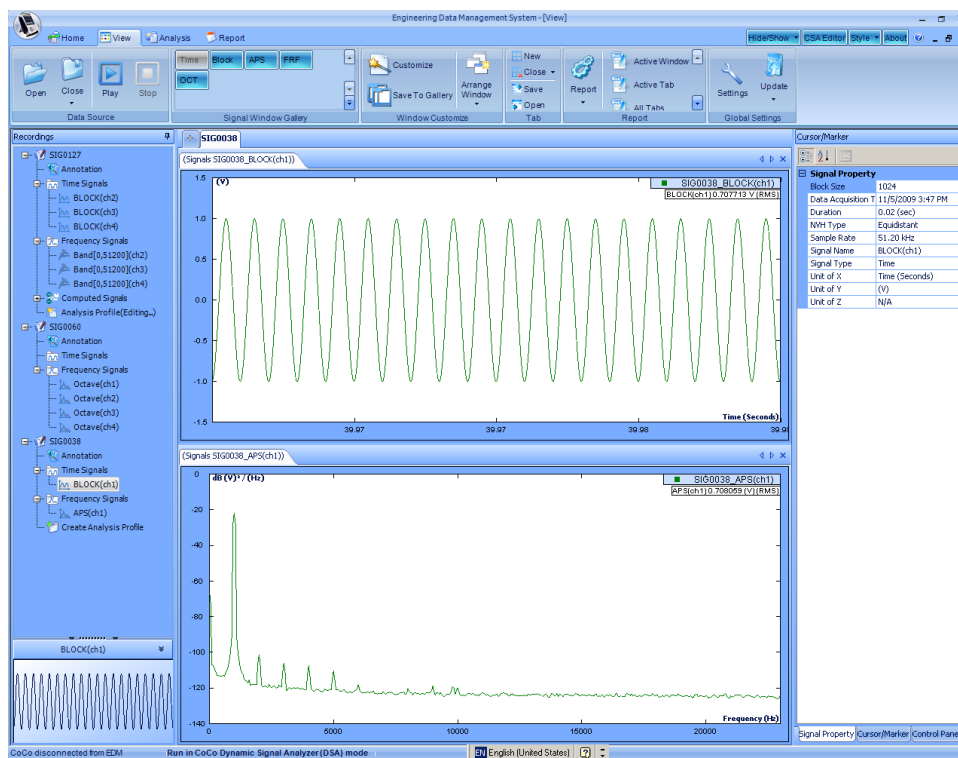 Engineering Data Management System - [View]
Home View Analysis Report Hide/Show CSA Editor Style About
Open Close Play Stop
Data Source
Time Block APS FRF
OCT
Signal Window Gallery
Customize
Save To Gallery
Arrange Window
Window Customize
New
Close
Save
Open
Tab
Report
Active Window
Active Tab
All Tabs
Report
Settings Update
Global Settings
Recordings
SIG0127
Annotation
Time Signals
BLOCK(ch2)
BLOCK(ch3)
BLOCK(ch4)
Frequency Signals
Band[0,51200](ch2)
Band[0,51200](ch3)
Band[0,51200](ch4)
Computed Signals
Analysis Profile(Editing...)
SIG0060
Annotation
Time Signals
Frequency Signals
Octave(ch1)
Octave(ch2)
Octave(ch3)
Octave(ch4)
SIG0038
Annotation
Time Signals
BLOCK(ch1)
Frequency Signals
APS(ch1)
Create Analysis Profile
BLOCK(ch1)
SIG0038
(Signals SIG0038_BLOCK(ch1))
(V)
SIG0038_BLOCK(ch1)
BLOCK(ch1) 0.707713 V (RMS)
1.5
1.0
0.5
0.0
-0.5
-1.0
-1.5
Time (Seconds)
39.97 39.97 39.98 39.98
(Signals SIG0038_APS(ch1))
dB (V)²/(Hz)
SIG0038_APS(ch1)
APS(ch1) 0.708059 (V) (RMS)
0
-20
-40
-60
-80
-100
-120
-140
Frequency (Hz)
0 5000 10000 15000 20000
Cursor/Marker
Signal Property
Block Size 1024
Data Acquisition T 11/5/2009 3:47 PM
Duration 0.02 (sec)
NVH Type Equidistant
Sample Rate 51.20 kHz
Signal Name BLOCK(ch1)
Signal Type Time
Unit of X Time (Seconds)
Unit of Y (V)
Unit of Z N/A
Signal Property Cursor/Marker Control Pane
CoCo disconnected from EDM Run in CoCo Dynamic Signal Analyzer (DSA) mode EN English (United States)